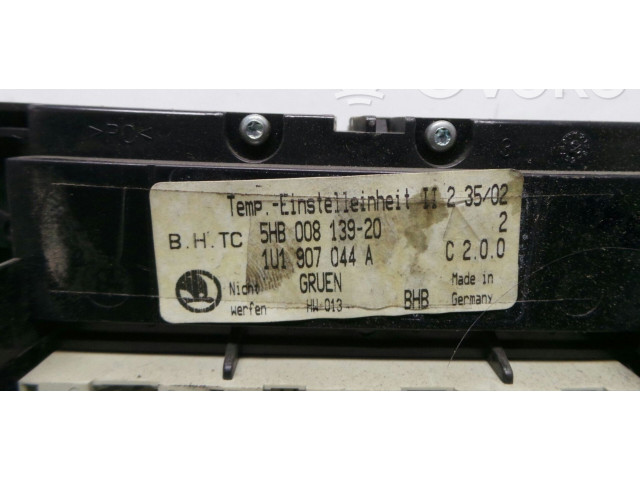 >PC<
Temp.-Einstelleinheit II 2 35/02
B.H.TC 5HB 008 139-20 2
1U1 907 044 A C 2.0.0
Nicht GRUEN Made in
werfen HW-013 BHB Germany